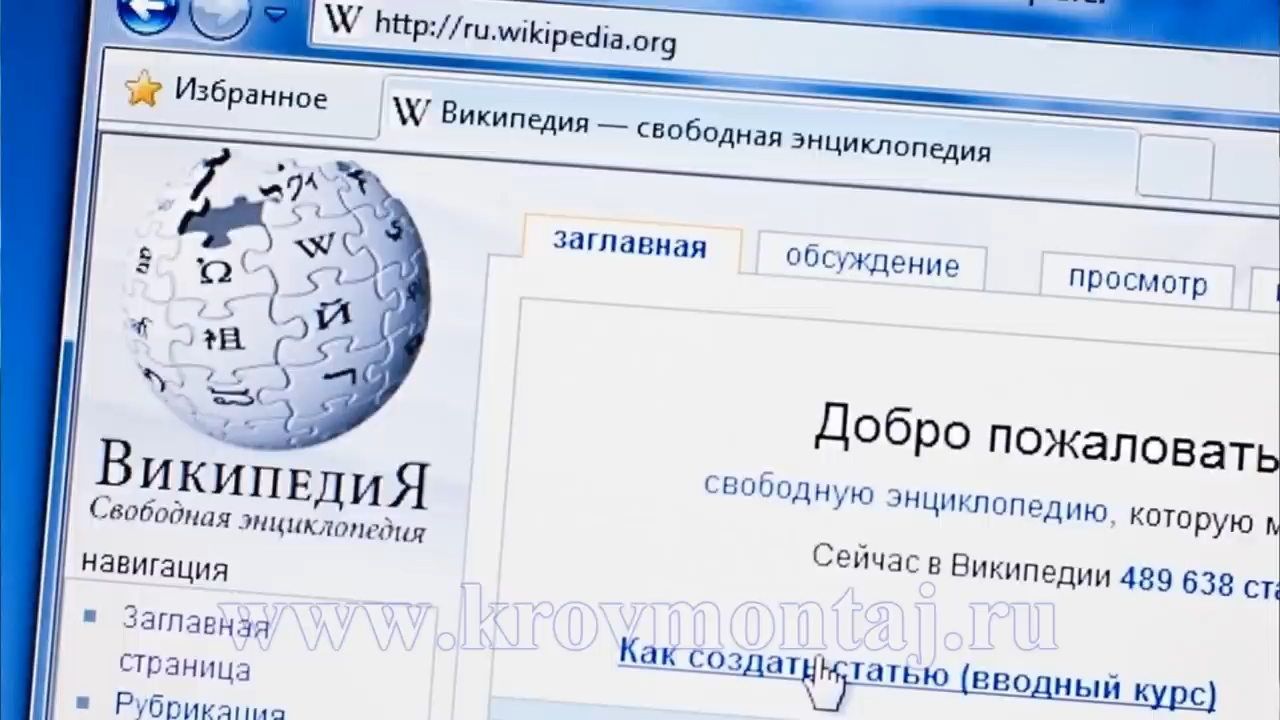 http://ru.wikipedia.org
Избранное
Википедия — свободная энциклопедия
заглавная
обсуждение
просмотр
W
Ω
W
Й
祖
ВикипедиЯ
Свободная энциклопедия
навигация
Заглавная
страница
Рубрикация
Добро пожаловать
свободную энциклопедию, которую
Сейчас в Википедии 489 638
Как создать статью (вводный курс)
www.krovmontaj.ru